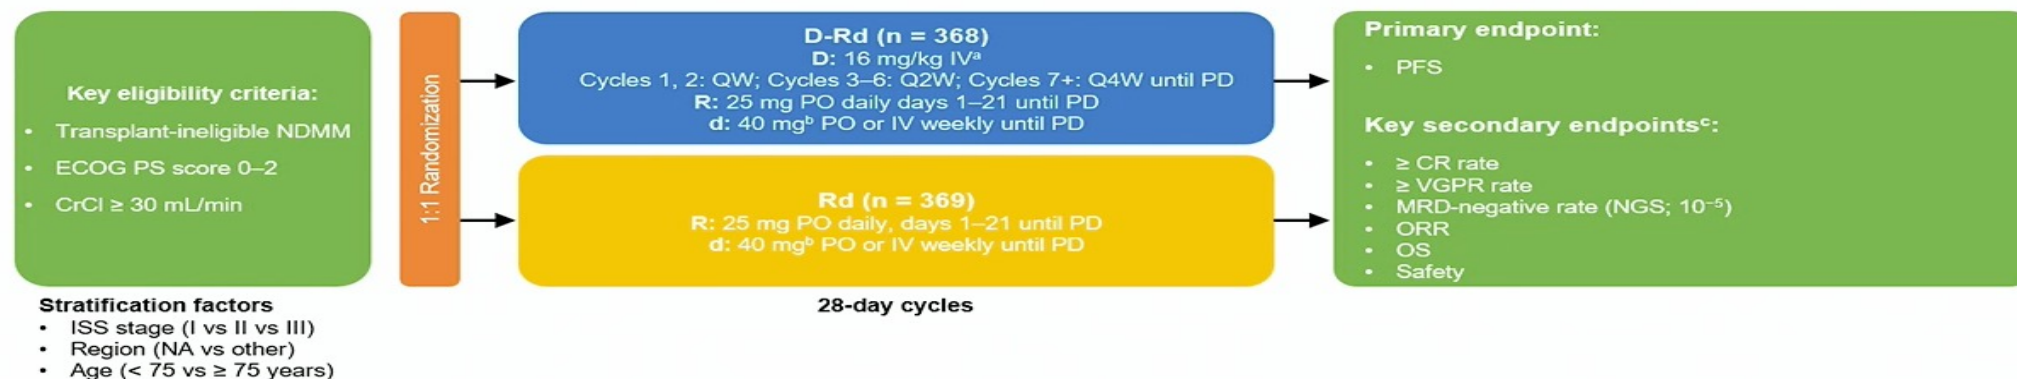 Key eligibility criteria:
• Transplant-ineligible NDMM
• ECOG PS score 0–2
• CrCl ≥ 30 mL/min
Stratification factors
• ISS stage (I vs II vs III)
• Region (NA vs other)
• Age (< 75 vs ≥ 75 years)
1:1 Randomization
D-Rd (n = 368)
D: 16 mg/kg IVᵃ
Cycles 1, 2: QW; Cycles 3–6: Q2W; Cycles 7+: Q4W until PD
R: 25 mg PO daily days 1–21 until PD
d: 40 mgᵇ PO or IV weekly until PD
Rd (n = 369)
R: 25 mg PO daily, days 1–21 until PD
d: 40 mgᵇ PO or IV weekly until PD
28-day cycles
Primary endpoint:
• PFS
Key secondary endpointsᶜ:
• ≥ CR rate
• ≥ VGPR rate
• MRD-negative rate (NGS; 10⁻⁵)
• ORR
• OS
• Safety